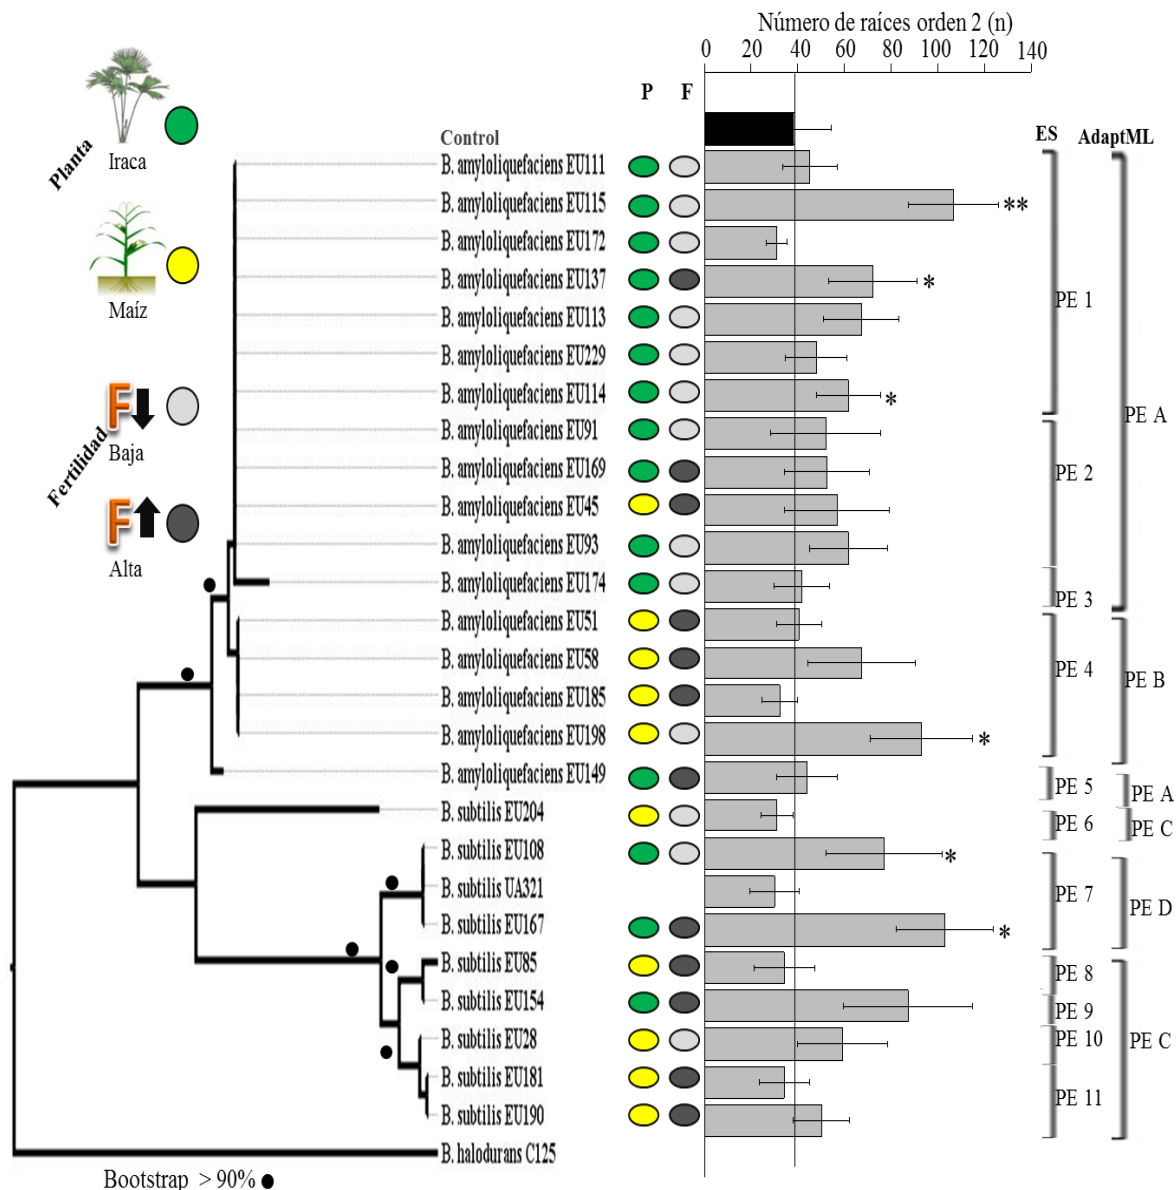 Número de raíces orden 2 (n)
0 20 40 60 80 100 120 140
P F
ES AdaptML
Planta
Iraca
Maíz
Fertilidad
F
Baja
F
Alta
Control
B. amyloliquefaciens EU111
B. amyloliquefaciens EU115 **
B. amyloliquefaciens EU172
B. amyloliquefaciens EU137 *
B. amyloliquefaciens EU113
B. amyloliquefaciens EU229
B. amyloliquefaciens EU114 *
B. amyloliquefaciens EU91
B. amyloliquefaciens EU169
B. amyloliquefaciens EU45
B. amyloliquefaciens EU93
B. amyloliquefaciens EU174
B. amyloliquefaciens EU51
B. amyloliquefaciens EU58
B. amyloliquefaciens EU185
B. amyloliquefaciens EU198 *
B. amyloliquefaciens EU149
B. subtilis EU204
B. subtilis EU108 *
B. subtilis UA321
B. subtilis EU167 *
B. subtilis EU85
B. subtilis EU154
B. subtilis EU28
B. subtilis EU181
B. subtilis EU190
B. halodurans C125
PE 1
PE 2
PE 3
PE 4
PE 5
PE 6
PE 7
PE 8
PE 9
PE 10
PE 11
PE A
PE B
PE A
PE C
PE D
PE C
Bootstrap > 90%